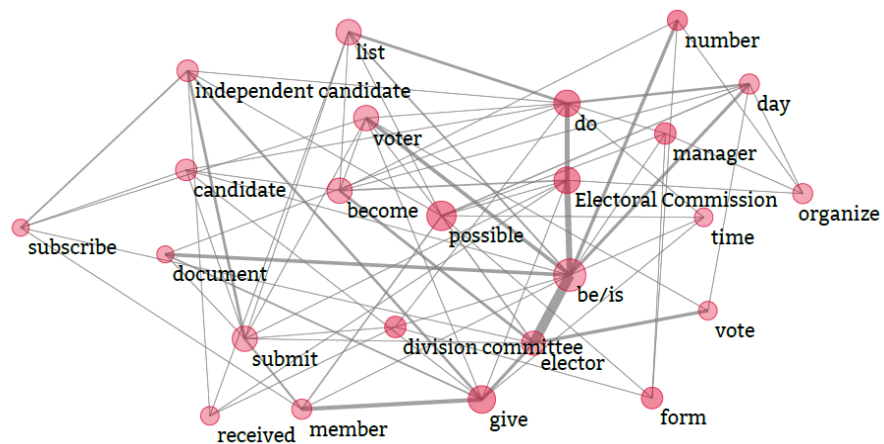 number
list
independent candidate
day
do
voter
manager
candidate
Electoral Commission
become
organize
possible
time
subscribe
document
be/is
vote
division committee
elector
submit
give
form
member
received